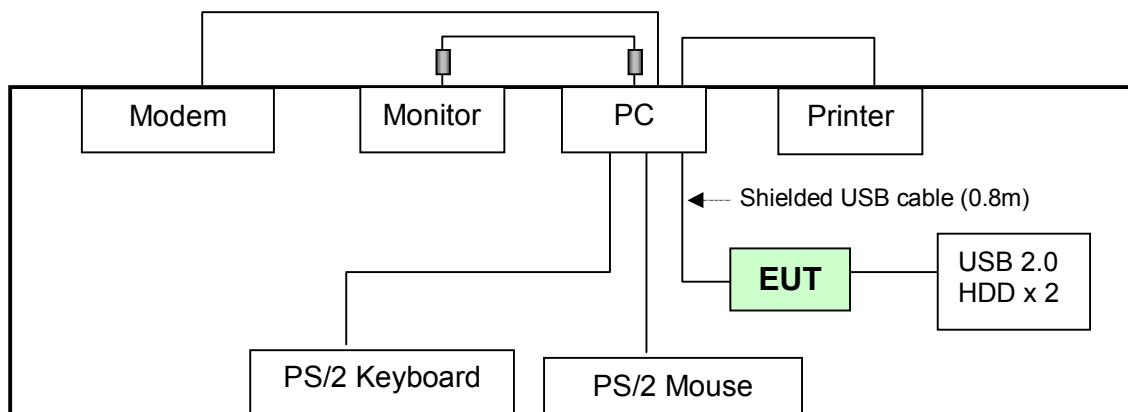 Modem
Monitor
PC
Printer
Shielded USB cable (0.8m)
EUT
USB 2.0
HDD x 2
PS/2 Keyboard
PS/2 Mouse